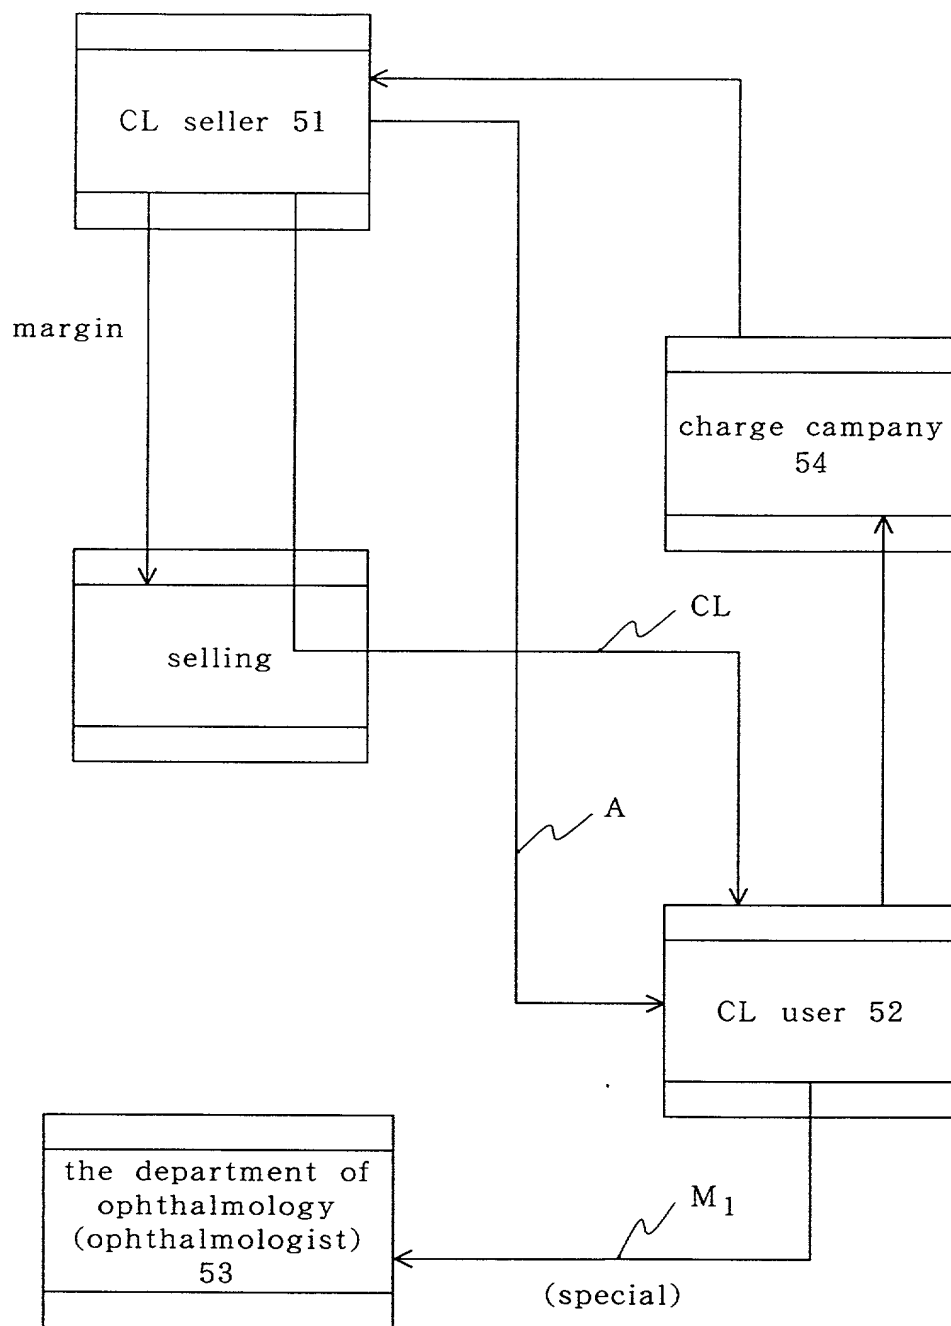 CL seller 51
margin
charge campany
54
CL
selling
A
CL user 52
the department of
ophthalmology
(ophthalmologist)
53
M1
(special)